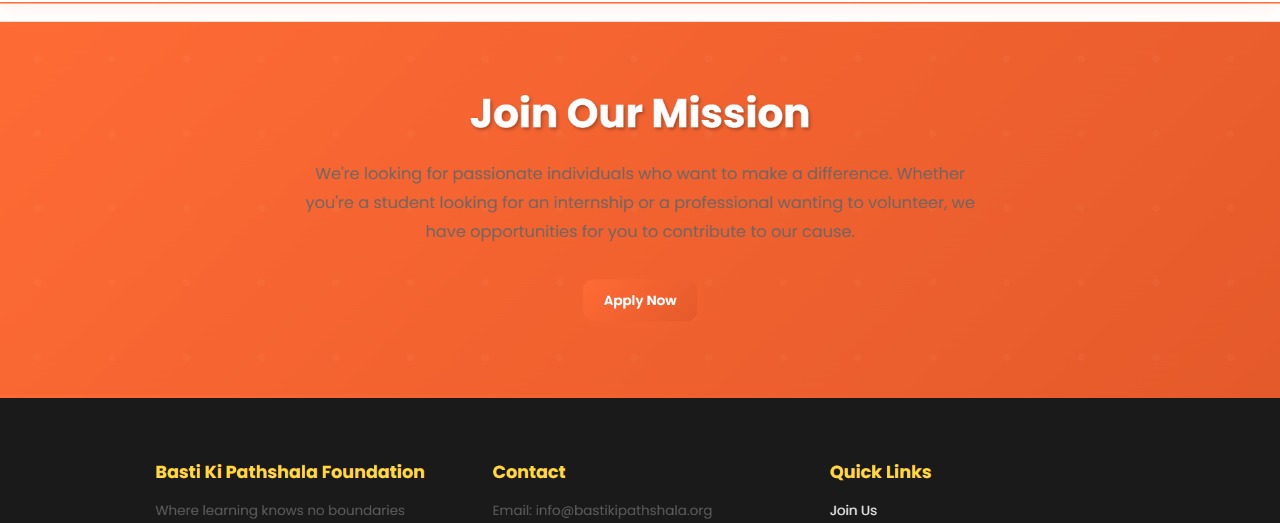 Join Our Mission
We're looking for passionate individuals who want to make a difference. Whether
you're a student looking for an internship or a professional wanting to volunteer, we
have opportunities for you to contribute to our cause.
Apply Now
Basti Ki Pathshala Foundation
Where learning knows no boundaries
Contact
Email: info@bastikipathshala.org
Quick Links
Join Us